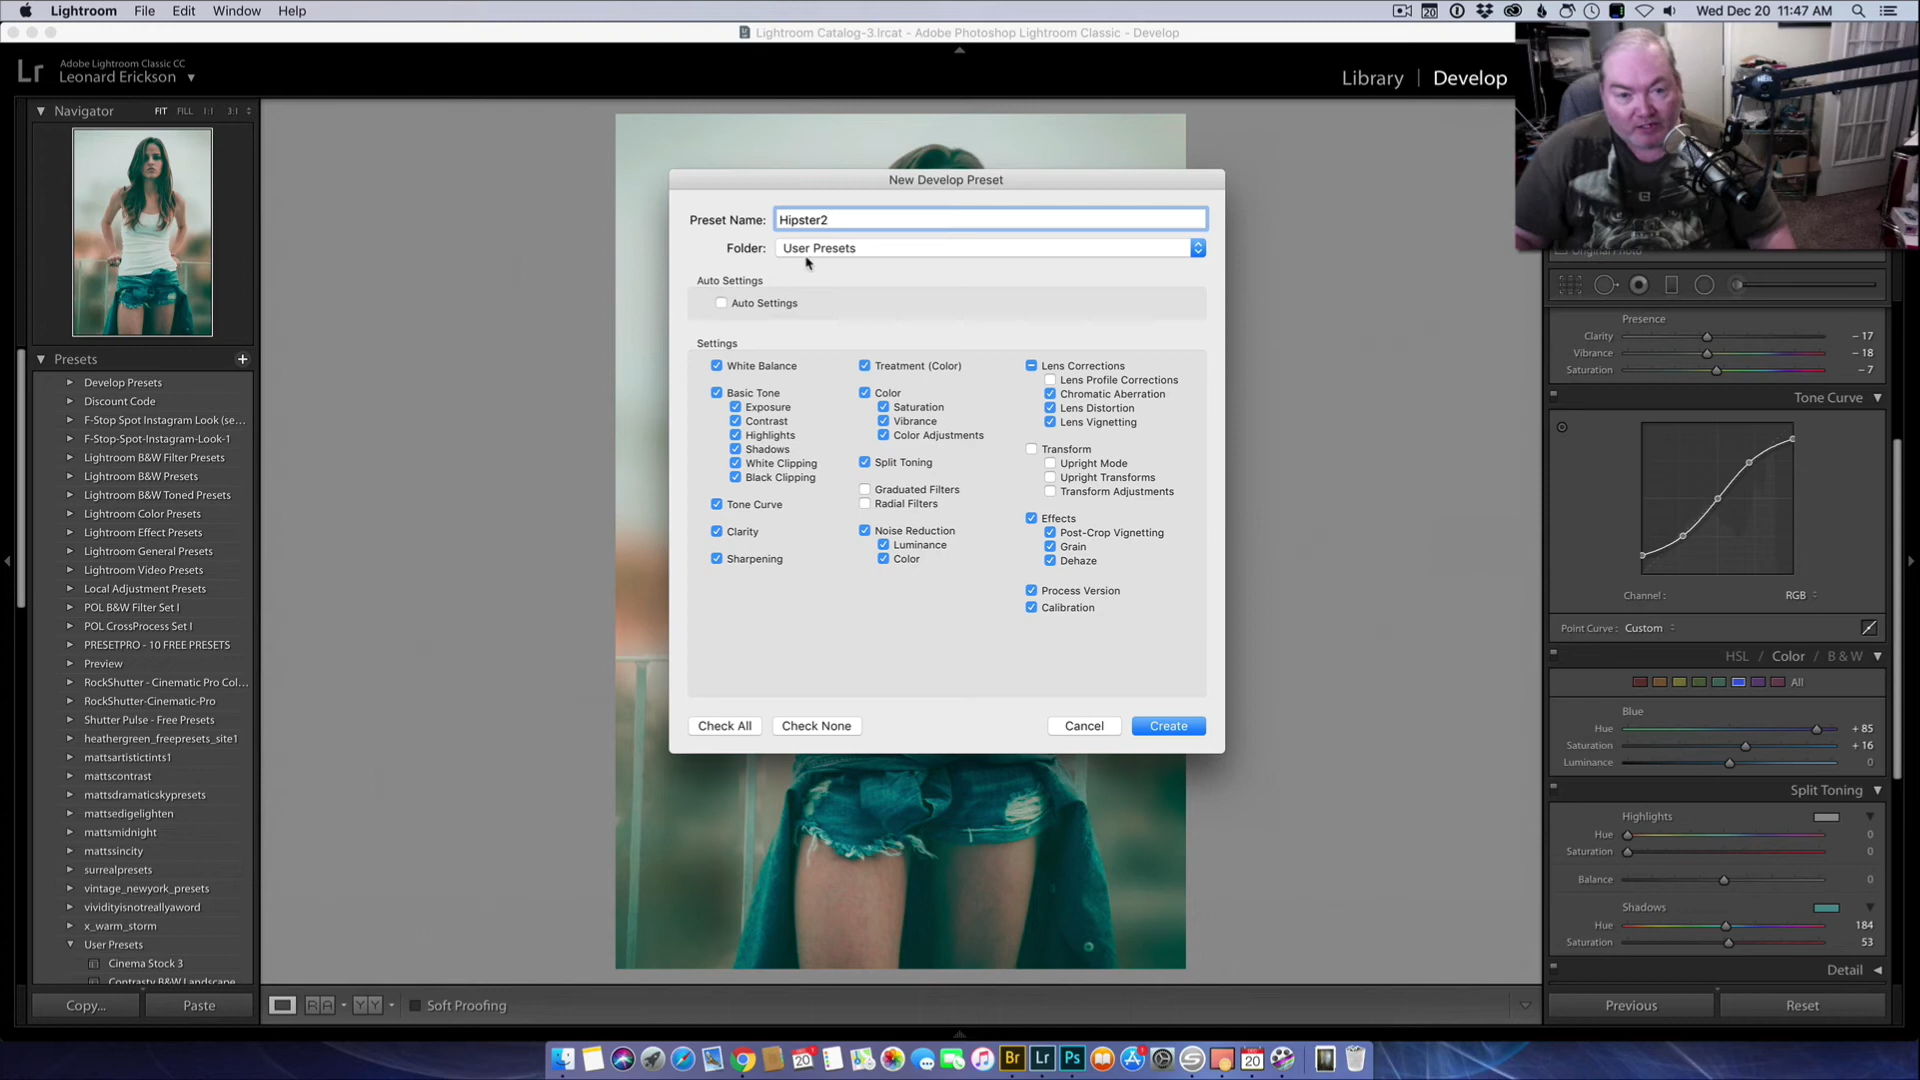 Lightroom File Edit Window Help
Wed Dec 20 11:47 AM
Lightroom Catalog-3.lrcat - Adobe Photoshop Lightroom Classic - Develop
Lr
Adobe Lightroom Classic CC
Leonard Erickson
Library | Develop
Navigator FIT FILL 1:1 3:1
Presets +
Develop Presets
Discount Code
F-Stop Spot Instagram Look (se...
F-Stop-Spot-Instagram-Look-1
Lightroom B&W Filter Presets
Lightroom B&W Presets
Lightroom B&W Toned Presets
Lightroom Color Presets
Lightroom Effect Presets
Lightroom General Presets
Lightroom Video Presets
Local Adjustment Presets
POL B&W Filter Set I
POL CrossProcess Set I
PRESETPRO - 10 FREE PRESETS
Preview
RockShutter - Cinematic Pro Col...
RockShutter-Cinematic-Pro
Shutter Pulse - Free Presets
heathergreen_freepresets_site1
mattsartistictints1
mattscontrast
mattsdramaticskypresets
mattsedigelighten
mattsmidnight
mattssincity
surrealpresets
vintage_newyork_presets
vividityisnotreallyaword
x_warm_storm
User Presets
Cinema Stock 3
Contrasty B&W Landscape
Copy... Paste
New Develop Preset
Preset Name: Hipster2
Folder: User Presets
Auto Settings
Auto Settings
Settings
White Balance
Basic Tone
Exposure
Contrast
Highlights
Shadows
White Clipping
Black Clipping
Tone Curve
Clarity
Sharpening
Treatment (Color)
Color
Saturation
Vibrance
Color Adjustments
Split Toning
Graduated Filters
Radial Filters
Noise Reduction
Luminance
Color
Lens Corrections
Lens Profile Corrections
Chromatic Aberration
Lens Distortion
Lens Vignetting
Transform
Upright Mode
Upright Transforms
Transform Adjustments
Effects
Post-Crop Vignetting
Grain
Dehaze
Process Version
Calibration
Check All Check None Cancel Create
R A Y Y Soft Proofing
Original Photo
Presence
Clarity - 17
Vibrance - 18
Saturation - 7
Tone Curve
Channel : RGB
Point Curve : Custom
HSL / Color / B & W
All
Blue
Hue + 85
Saturation + 16
Luminance 0
Split Toning
Highlights
Hue 0
Saturation 0
Balance 0
Shadows
Hue 184
Saturation 53
Detail
Previous Reset
Br Lr Ps